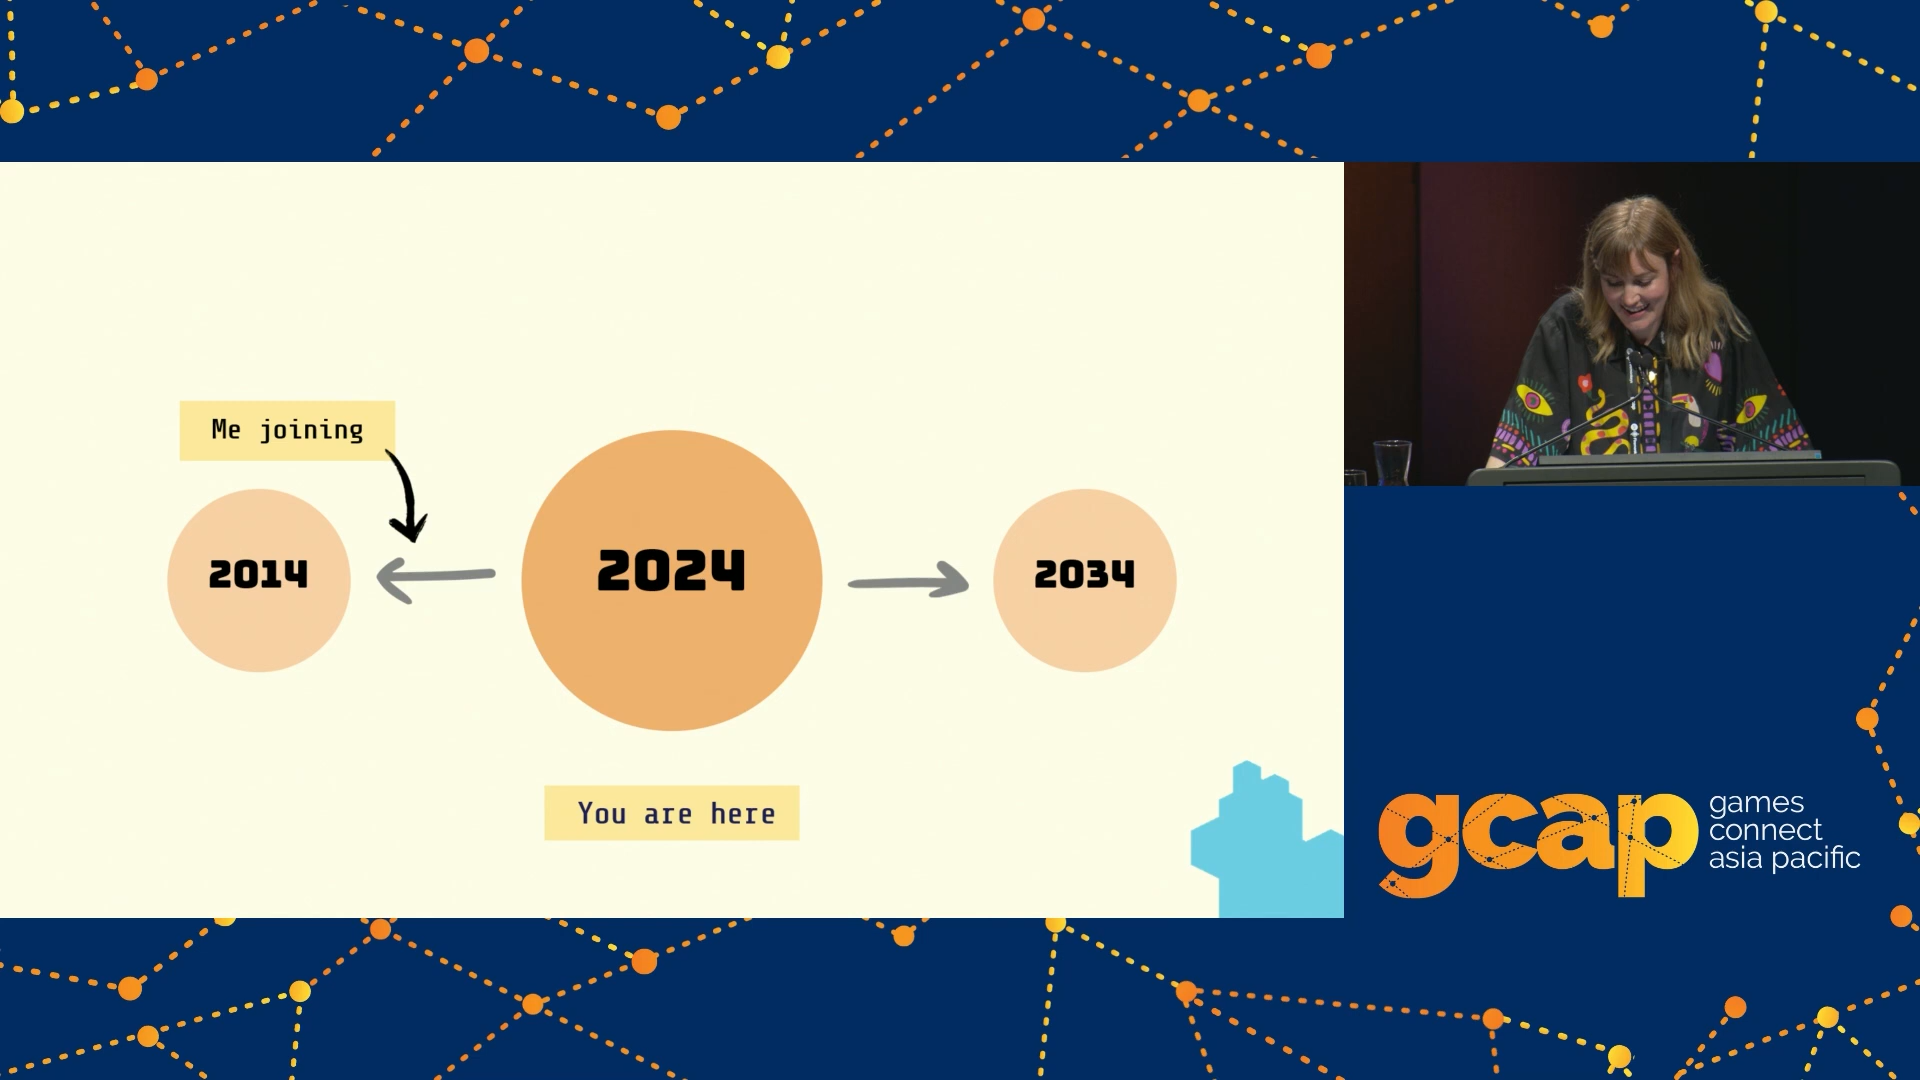 Me joining
2014
2024
2034
You are here
gcap
games
connect
asia pacific